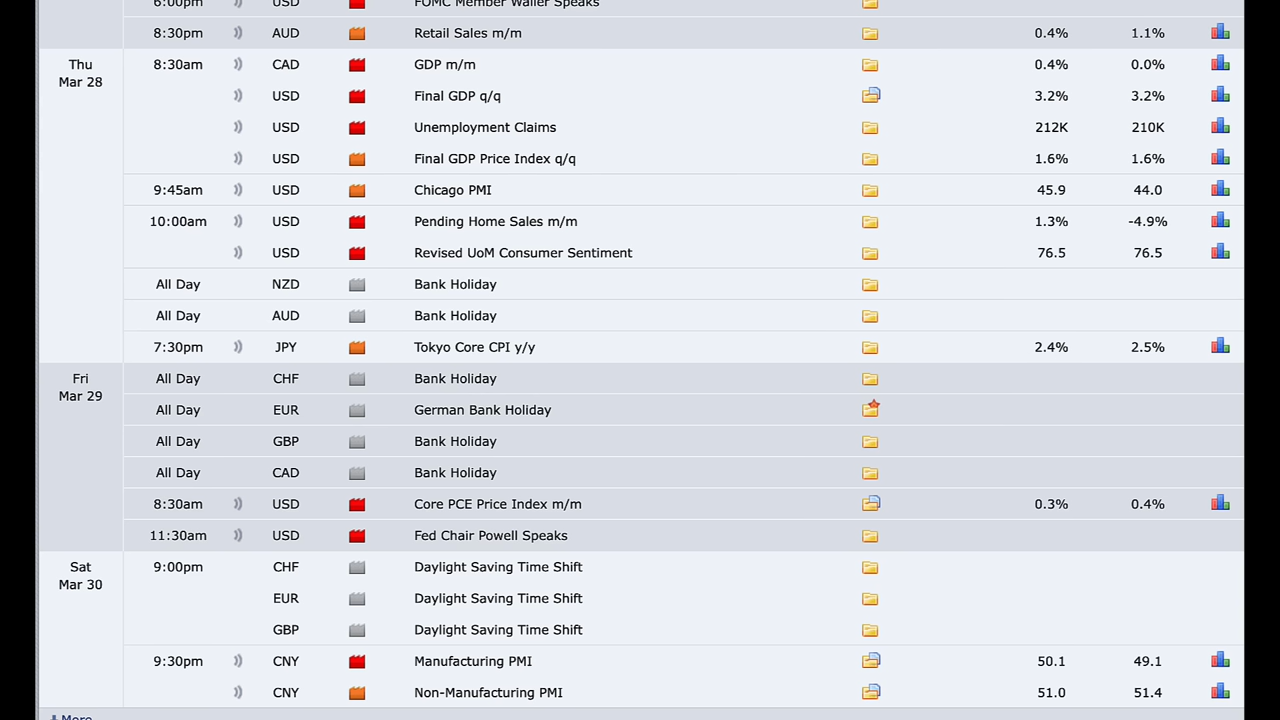 6:00pm USD FOMC Member Waller Speaks
8:30pm AUD Retail Sales m/m 0.4% 1.1%
Thu Mar 28 8:30am CAD GDP m/m 0.4% 0.0%
USD Final GDP q/q 3.2% 3.2%
USD Unemployment Claims 212K 210K
USD Final GDP Price Index q/q 1.6% 1.6%
9:45am USD Chicago PMI 45.9 44.0
10:00am USD Pending Home Sales m/m 1.3% -4.9%
USD Revised UoM Consumer Sentiment 76.5 76.5
All Day NZD Bank Holiday
All Day AUD Bank Holiday
7:30pm JPY Tokyo Core CPI y/y 2.4% 2.5%
Fri Mar 29 All Day CHF Bank Holiday
All Day EUR German Bank Holiday
All Day GBP Bank Holiday
All Day CAD Bank Holiday
8:30am USD Core PCE Price Index m/m 0.3% 0.4%
11:30am USD Fed Chair Powell Speaks
Sat Mar 30 9:00pm CHF Daylight Saving Time Shift
EUR Daylight Saving Time Shift
GBP Daylight Saving Time Shift
9:30pm CNY Manufacturing PMI 50.1 49.1
CNY Non-Manufacturing PMI 51.0 51.4
More